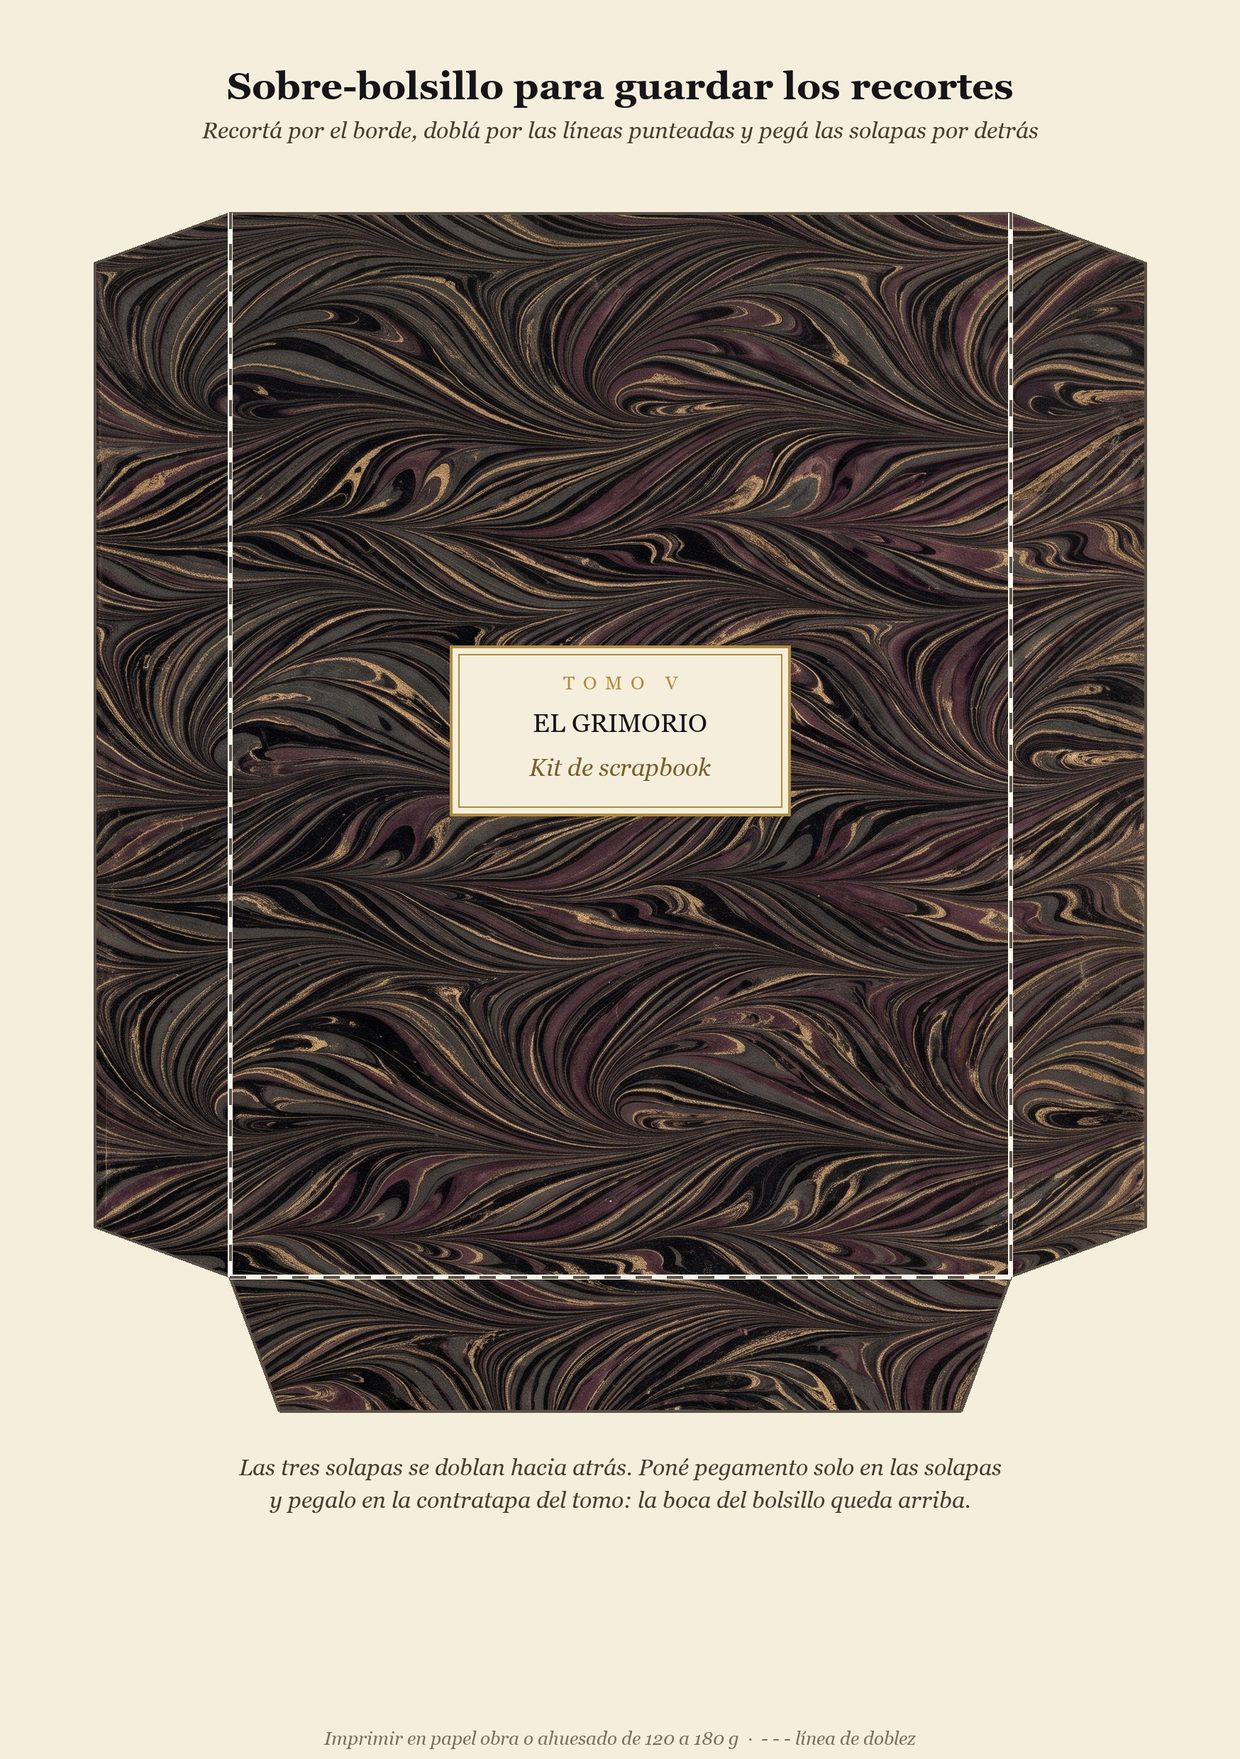 Sobre-bolsillo para guardar los recortes
Recortá por el borde, doblá por las líneas punteadas y pegá las solapas por detrás
TOMO V
EL GRIMORIO
Kit de scrapbook
Las tres solapas se doblan hacia atrás. Poné pegamento solo en las solapas
y pegalo en la contratapa del tomo: la boca del bolsillo queda arriba.
Imprimir en papel obra o ahuesado de 120 a 180 g · - - - línea de doblez